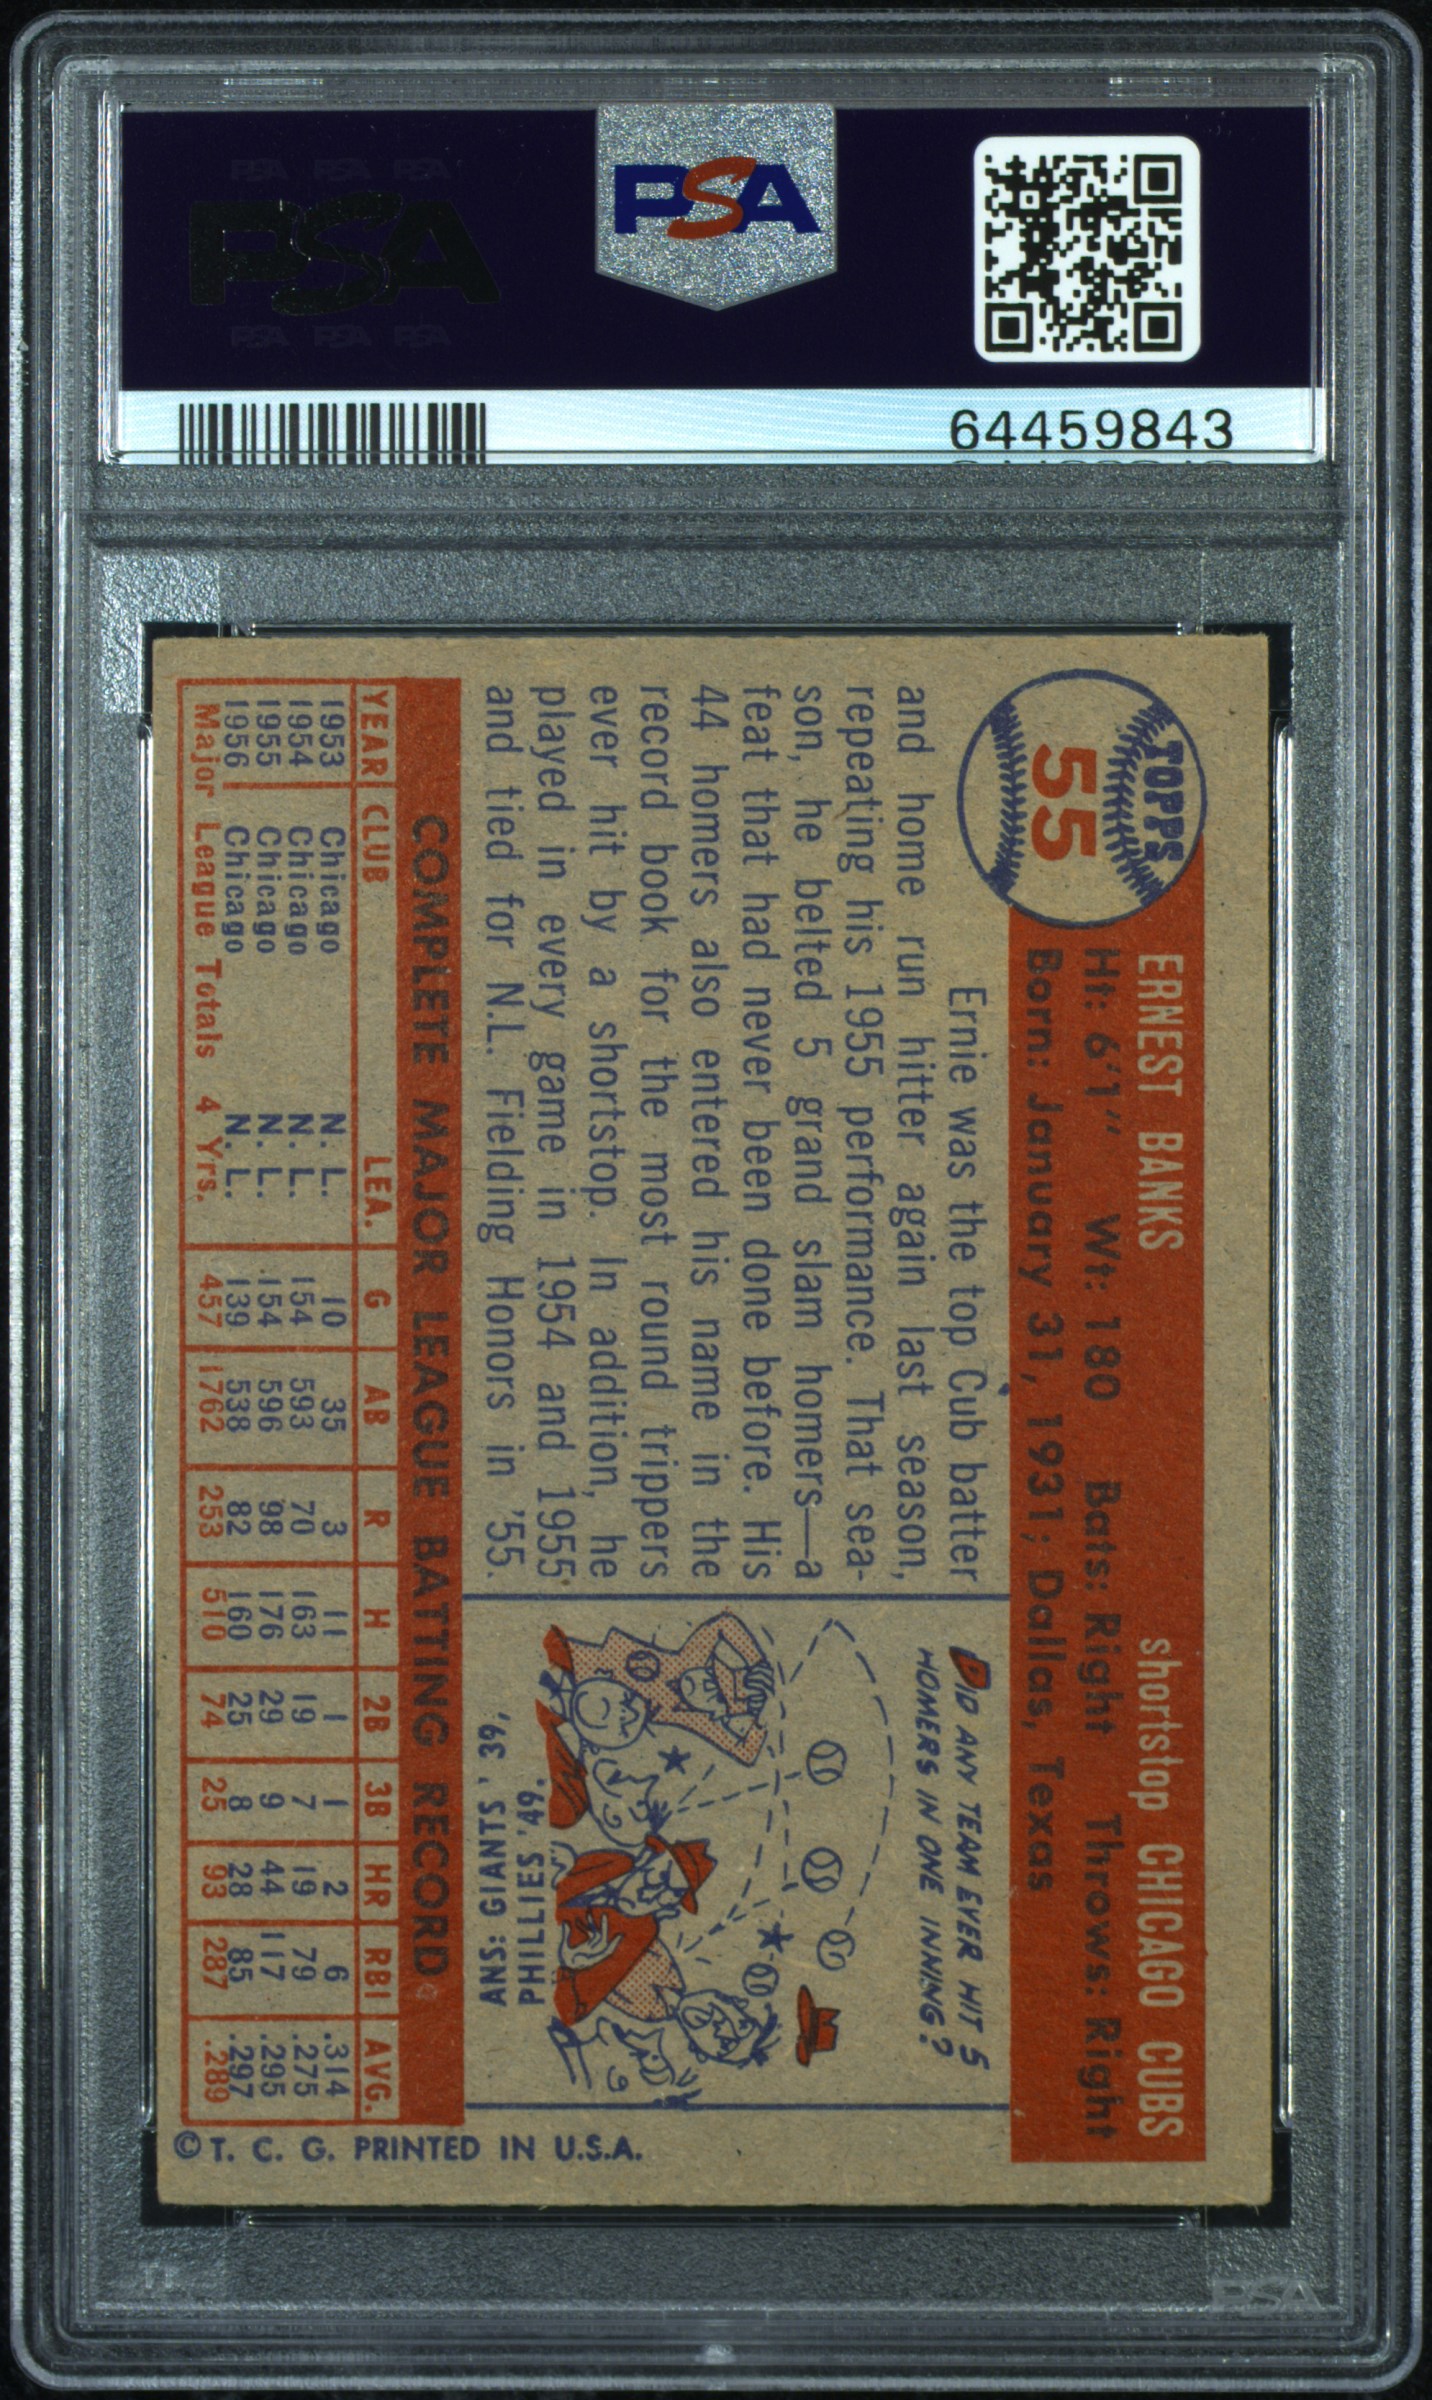 PSA PSA PSA
PSA
PSA PSA PSA
PSA
64459843
TOPPS
55
ERNEST BANKS shortstop CHICAGO CUBS
Ht: 6'1" Wt: 180 Bats: Right Throws: Right
Born: January 31, 1931; Dallas, Texas
Ernie was the top Cub batter
and home run hitter again last season,
repeating his 1955 performance. That sea-
son, he belted 5 grand slam homers—a
feat that had never been done before. His
44 homers also entered his name in the
record book for the most round trippers
ever hit by a shortstop. In addition, he
played in every game in 1954 and 1955
and tied for N.L. Fielding Honors in '55.
DID ANY TEAM EVER HIT 5
HOMERS IN ONE INNING?
ANS: GIANTS, '39,
PHILLIES '49.
COMPLETE MAJOR LEAGUE BATTING RECORD
YEAR CLUB LEA. G AB R H 2B 3B HR RBI AVG.
1953 Chicago N. L. 10 35 3 11 1 1 2 6 .314
1954 Chicago N. L. 154 593 70 163 19 7 19 79 .275
1955 Chicago N. L. 154 596 98 176 29 9 44 117 .295
1956 Chicago N. L. 139 538 82 160 25 8 28 85 .297
Major League Totals 4 Yrs. 457 1762 253 510 74 25 93 287 .289
© T. C. G. PRINTED IN U.S.A.
PSA